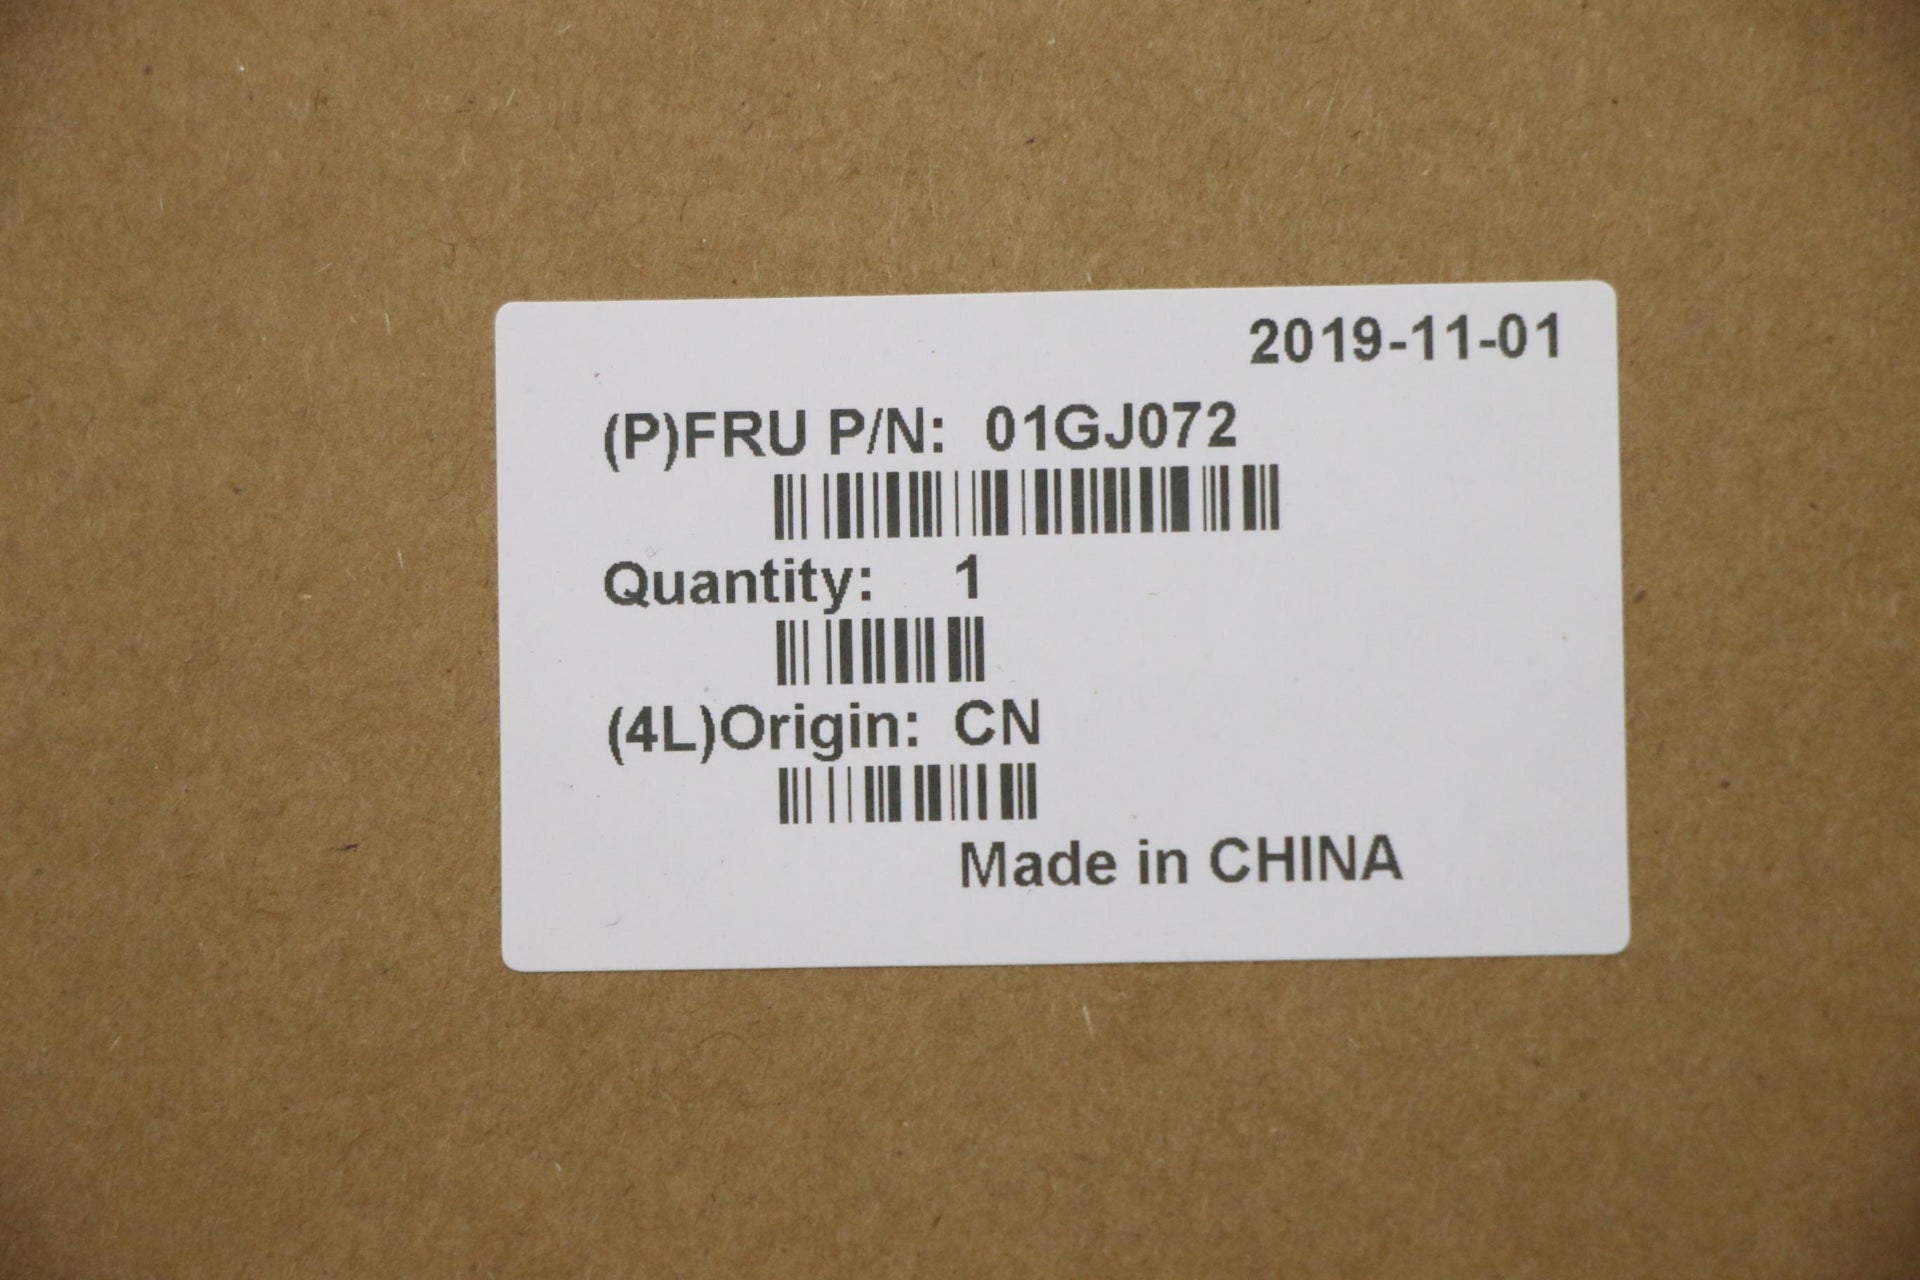 2019-11-01
(P)FRU P/N: 01GJ072
Quantity: 1
(4L)Origin: CN
Made in CHINA